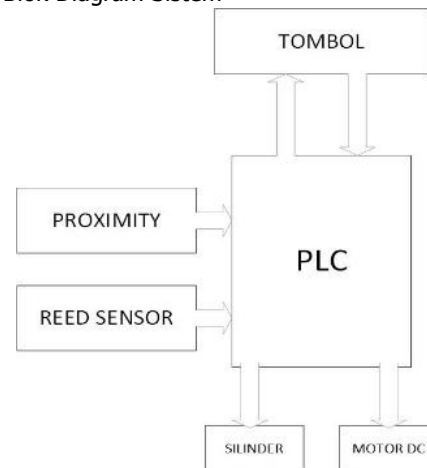 Blok Diagram Sistem
TOMBOL
PROXIMITY
PLC
REED SENSOR
SILINDER
MOTOR DC